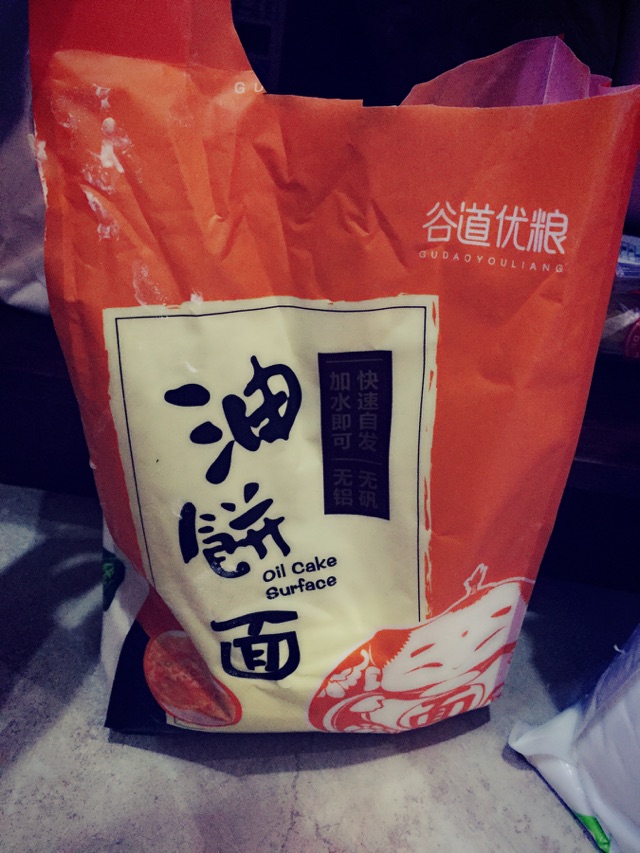 GU
谷道优粮
GUDAOYOULIANG
快速自发 无矾
加水即可 无铝
油饼面
Oil Cake
Surface